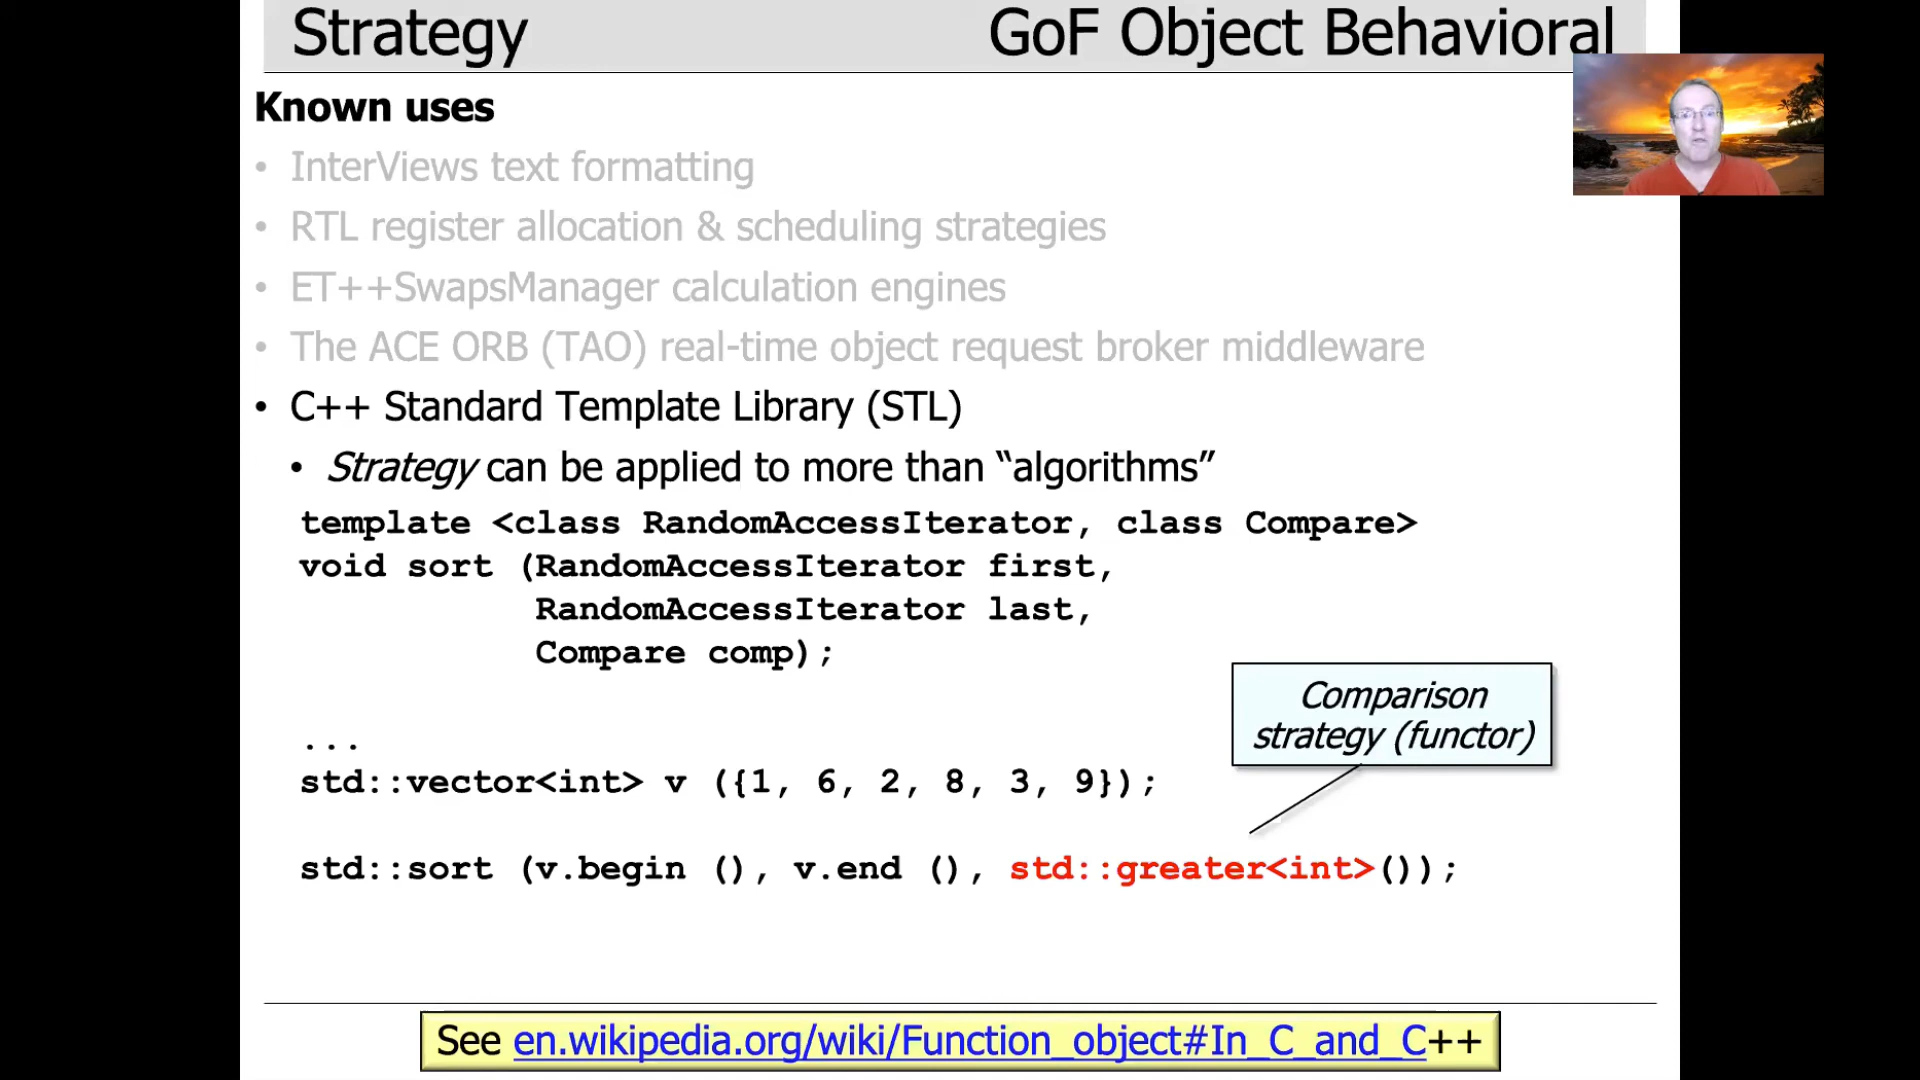 Strategy GoF Object Behavioral
Known uses
• InterViews text formatting
• RTL register allocation & scheduling strategies
• ET++SwapsManager calculation engines
• The ACE ORB (TAO) real-time object request broker middleware
• C++ Standard Template Library (STL)
• Strategy can be applied to more than “algorithms”
template <class RandomAccessIterator, class Compare>
void sort (RandomAccessIterator first,
RandomAccessIterator last,
Compare comp);
Comparison
strategy (functor)
...
std::vector<int> v ({1, 6, 2, 8, 3, 9});
std::sort (v.begin (), v.end (), std::greater<int>());
See en.wikipedia.org/wiki/Function_object#In_C_and_C++